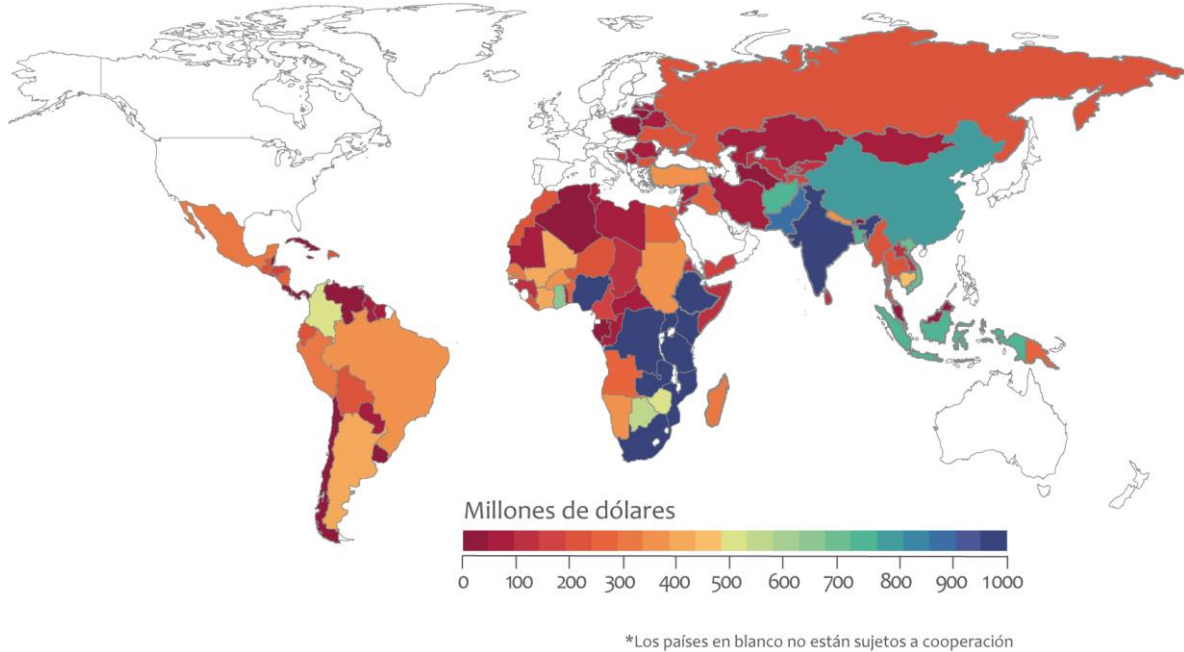 Millones de dólares
0 100 200 300 400 500 600 700 800 900 1000
*Los países en blanco no están sujetos a cooperación